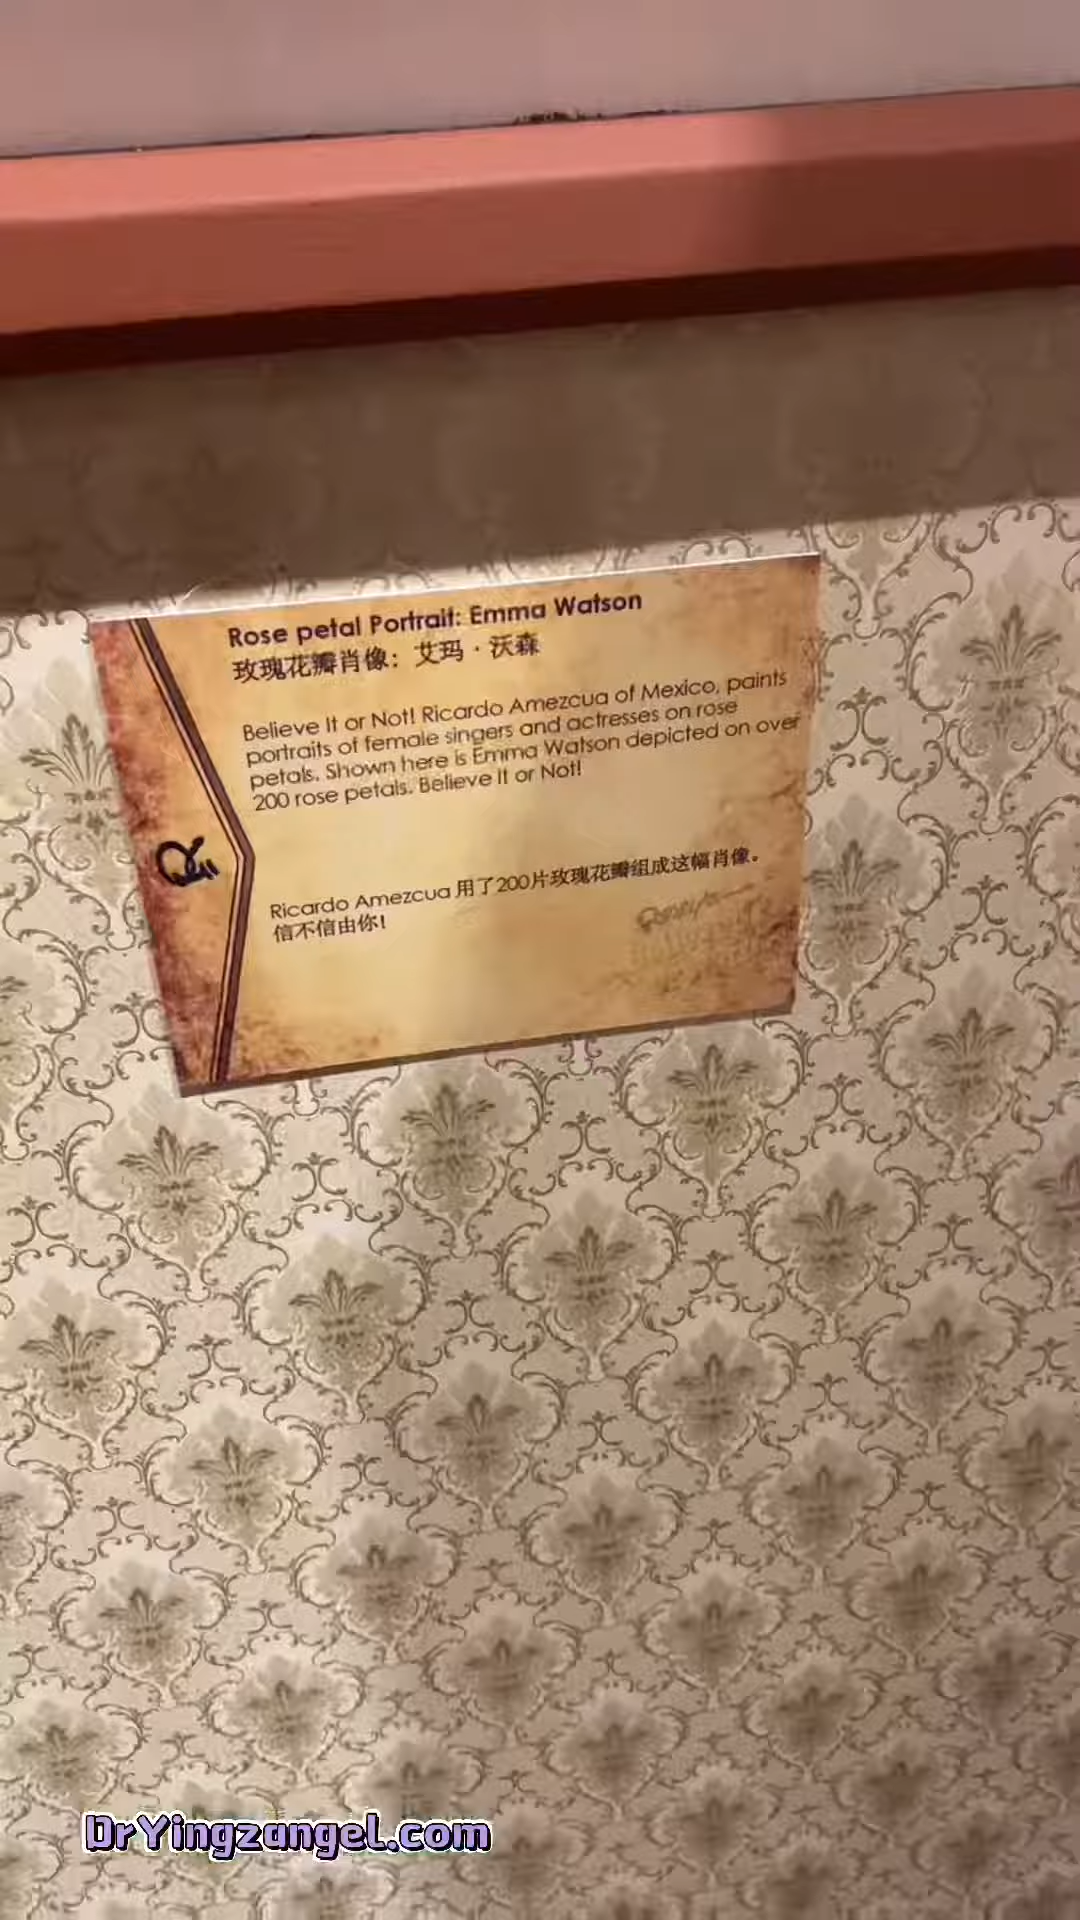 Rose petal Portrait: Emma Watson
玫瑰花瓣肖像：艾玛·沃森
Believe It or Not! Ricardo Amezcua of Mexico, paints
portraits of female singers and actresses on rose
petals. Shown here is Emma Watson depicted on over
200 rose petals. Believe It or Not!
Ricardo Amezcua 用了200片玫瑰花瓣组成这幅肖像。
信不信由你!
DrYingzangel.com